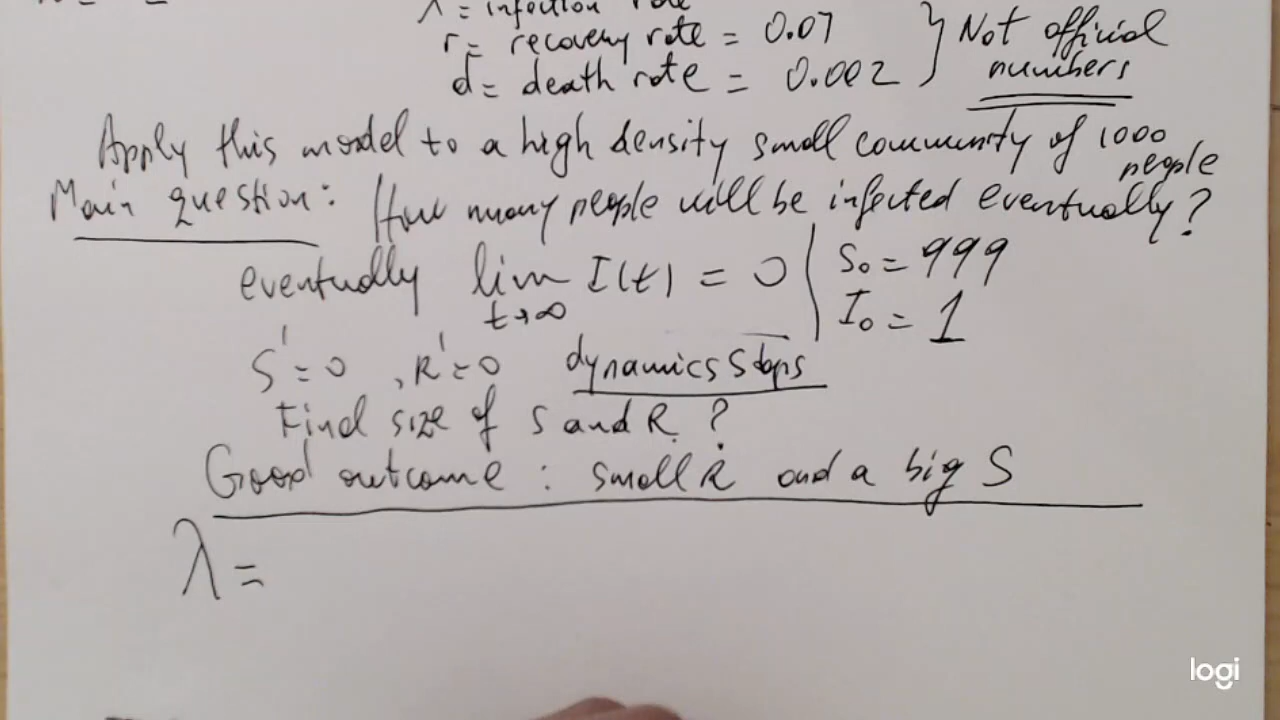 λ = infection rate
r = recovery rate = 0.07 } Not official
d = death rate = 0.002 numbers
Apply this model to a high density small community of 1000 people
Main question: How many people will be infected eventually?
eventually lim t→∞ I(t) = 0 | S₀ = 999
I₀ = 1
S' = 0 , R' = 0 dynamics stops
Find size of S and R ?
Good outcome : small R and a big S
λ =
logi